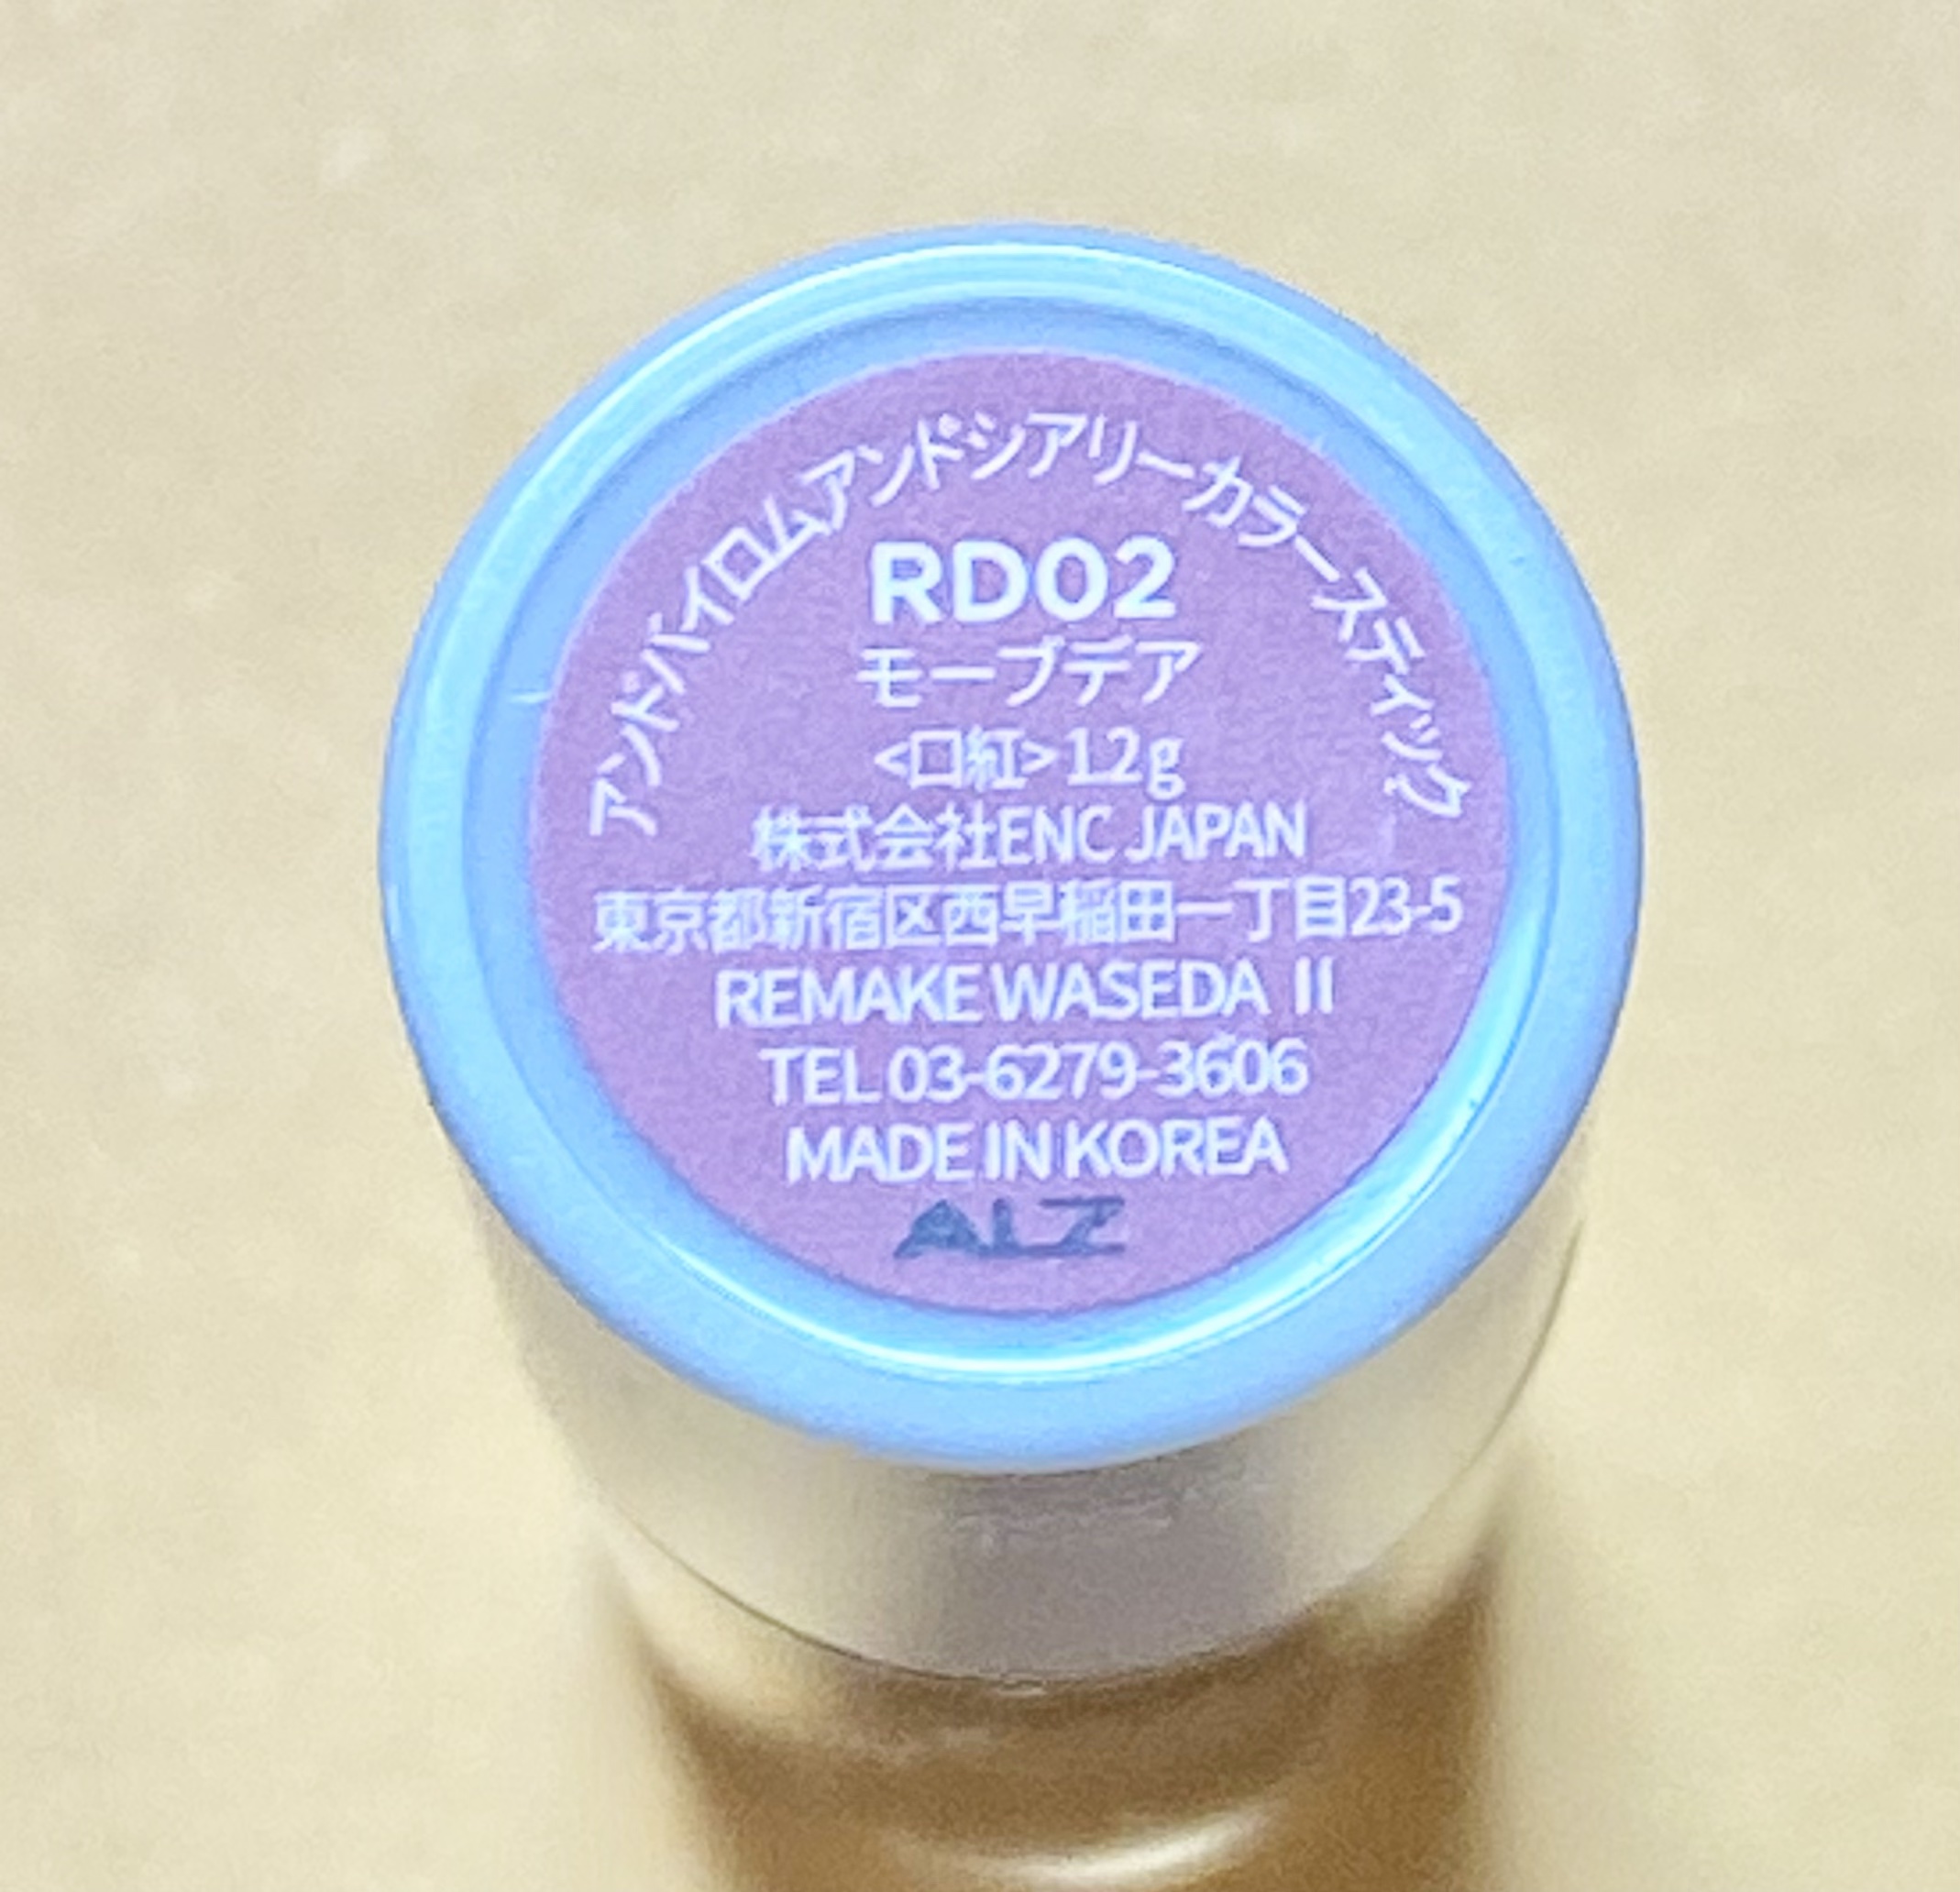 アンドバイロムアンドシアリーカラースティック
RD02
モーブデア
<口紅>1.2g
株式会社ENC JAPAN
東京都新宿区西早稲田一丁目23-5
REMAKE WASEDA II
TEL 03-6279-3606
MADE IN KOREA
ALZ